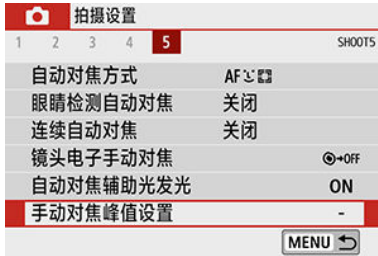 拍摄设置
1 2 3 4 5 SHOOT5
自动对焦方式 AF
眼睛检测自动对焦 关闭
连续自动对焦 关闭
镜头电子手动对焦 →OFF
自动对焦辅助光发光 ON
手动对焦峰值设置 -
MENU